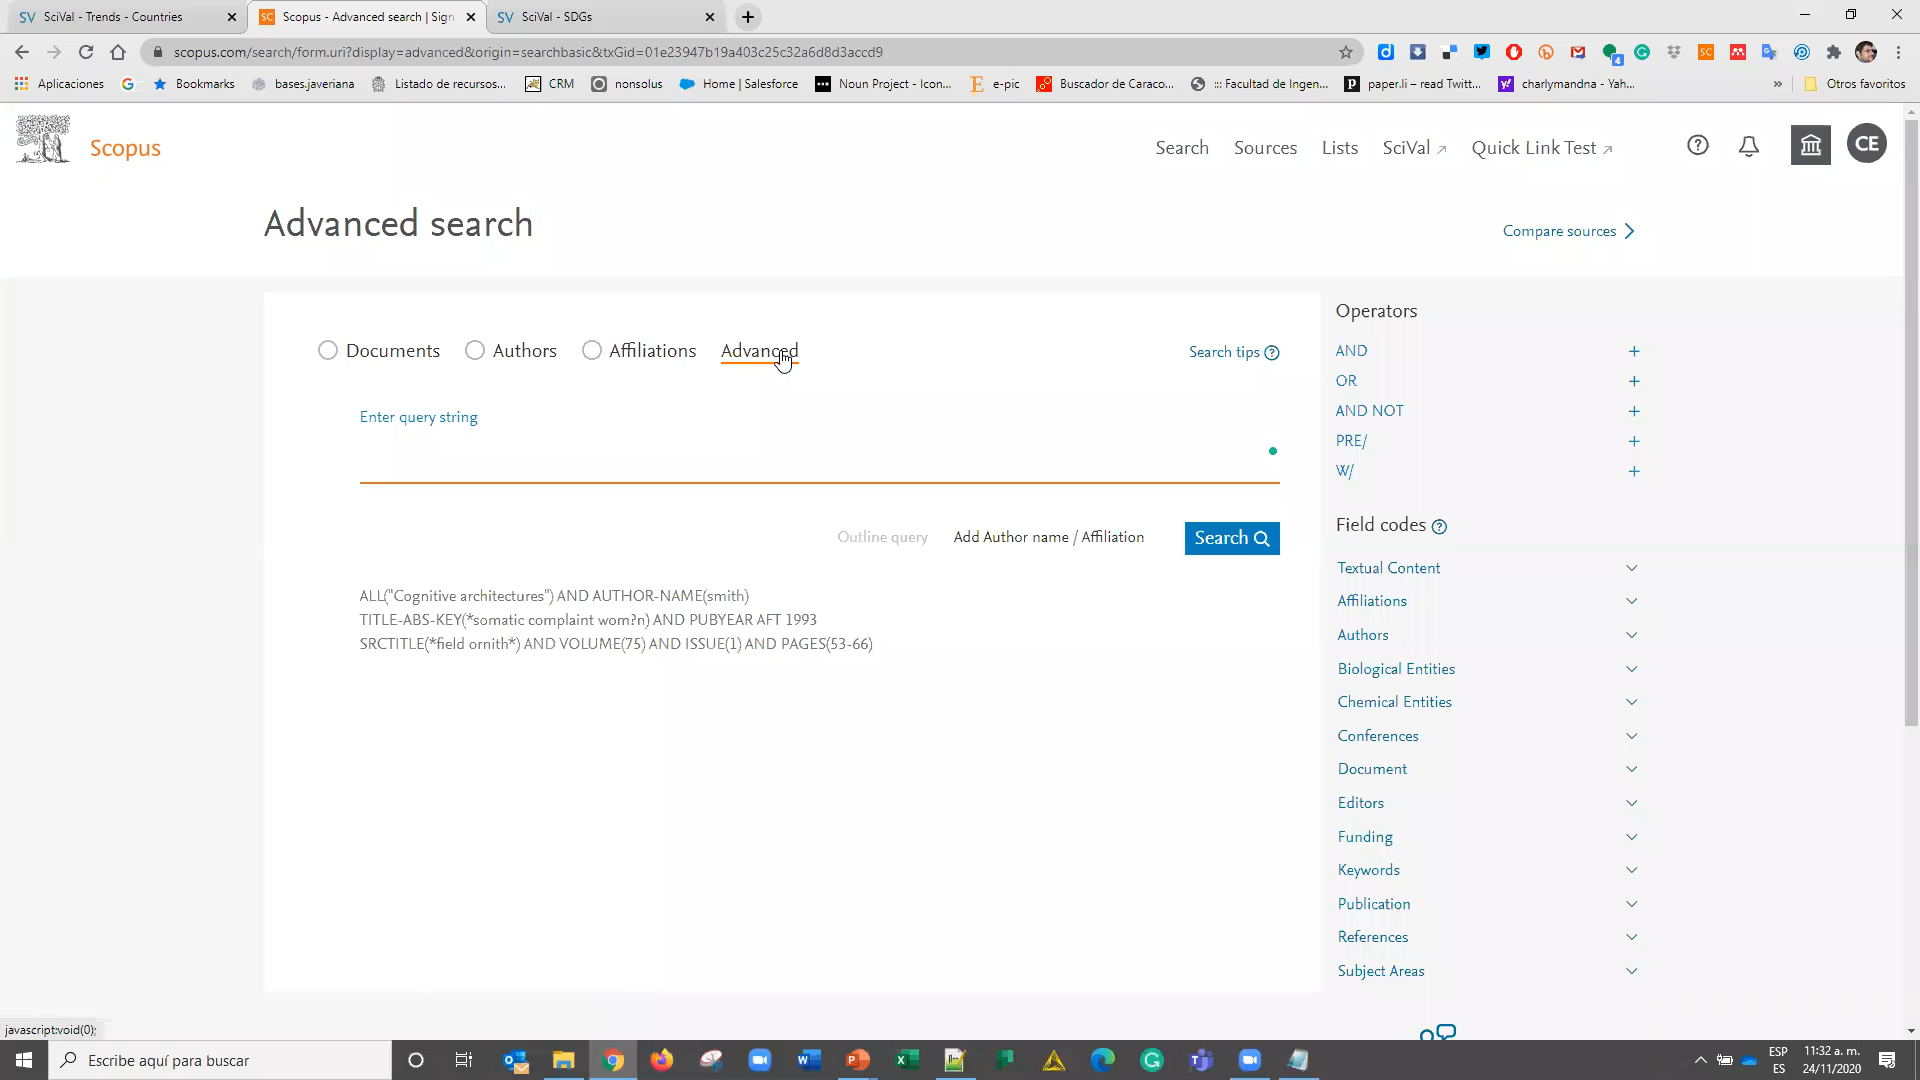 SV SciVal - Trends - Countries
SC Scopus - Advanced search | Sign
SV SciVal - SDGs
scopus.com/search/form.uri?display=advanced&origin=searchbasic&txGid=01e23947b19a403c25c32a6d8d3accd9
Aplicaciones
Bookmarks
bases.javeriana
Listado de recursos...
CRM
nonsolus
Home | Salesforce
Noun Project - Icon...
e-pic
Buscador de Caraco...
::: Facultad de Ingen...
paper.li – read Twitt...
charlymandna - Yah...
»
Otros favoritos
Scopus
Search
Sources
Lists
SciVal
Quick Link Test
CE
Advanced search
Compare sources
Documents
Authors
Affiliations
Advanced
Search tips
Enter query string
Outline query
Add Author name / Affiliation
Search
ALL("Cognitive architectures") AND AUTHOR-NAME(smith)
TITLE-ABS-KEY(*somatic complaint wom?n) AND PUBYEAR AFT 1993
SRCTITLE(*field ornith*) AND VOLUME(75) AND ISSUE(1) AND PAGES(53-66)
Operators
AND
OR
AND NOT
PRE/
W/
Field codes
Textual Content
Affiliations
Authors
Biological Entities
Chemical Entities
Conferences
Document
Editors
Funding
Keywords
Publication
References
Subject Areas
javascript:void(0);
Escribe aquí para buscar
ESP
ES
11:32 a. m.
24/11/2020